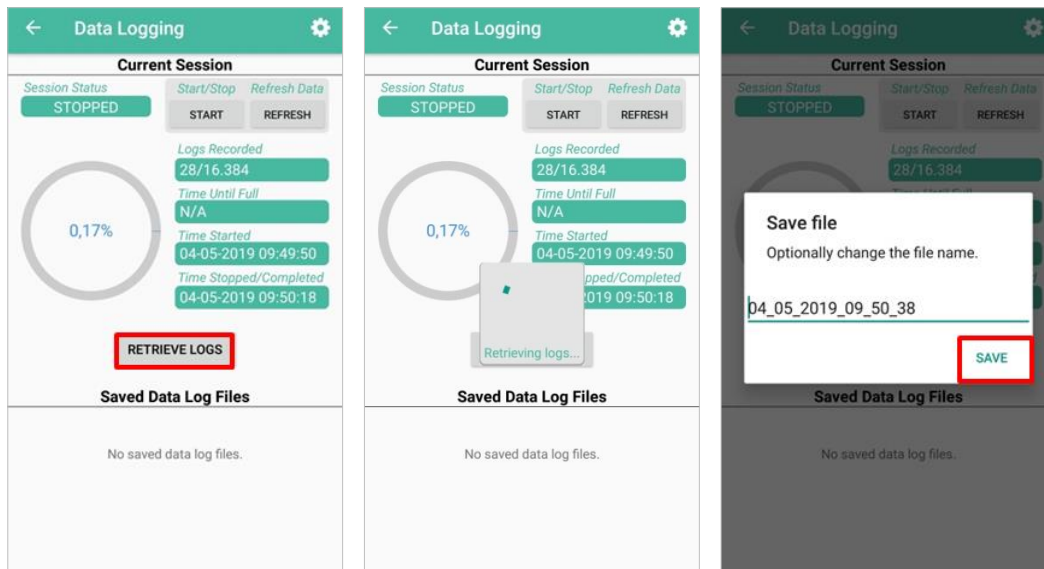 Data Logging
Current Session
Session Status Start/Stop Refresh Data
STOPPED START REFRESH
Logs Recorded
28/16.384
Time Until Full
N/A
0,17%
Time Started
04-05-2019 09:49:50
Time Stopped/Completed
04-05-2019 09:50:18
RETRIEVE LOGS
Saved Data Log Files
No saved data log files.
Data Logging
Current Session
Session Status Start/Stop Refresh Data
STOPPED START REFRESH
Logs Recorded
28/16.384
Time Until Full
N/A
0,17%
Time Started
04-05-2019 09:49:50
pped/Completed
2019 09:50:18
Retrieving logs...
Saved Data Log Files
No saved data log files.
Data Logging
Current Session
Session Status Start/Stop Refresh Data
STOPPED START REFRESH
Logs Recorded
28/16.384
Save file
Optionally change the file name.
04_05_2019_09_50_38
SAVE
Saved Data Log Files
No saved data log files.